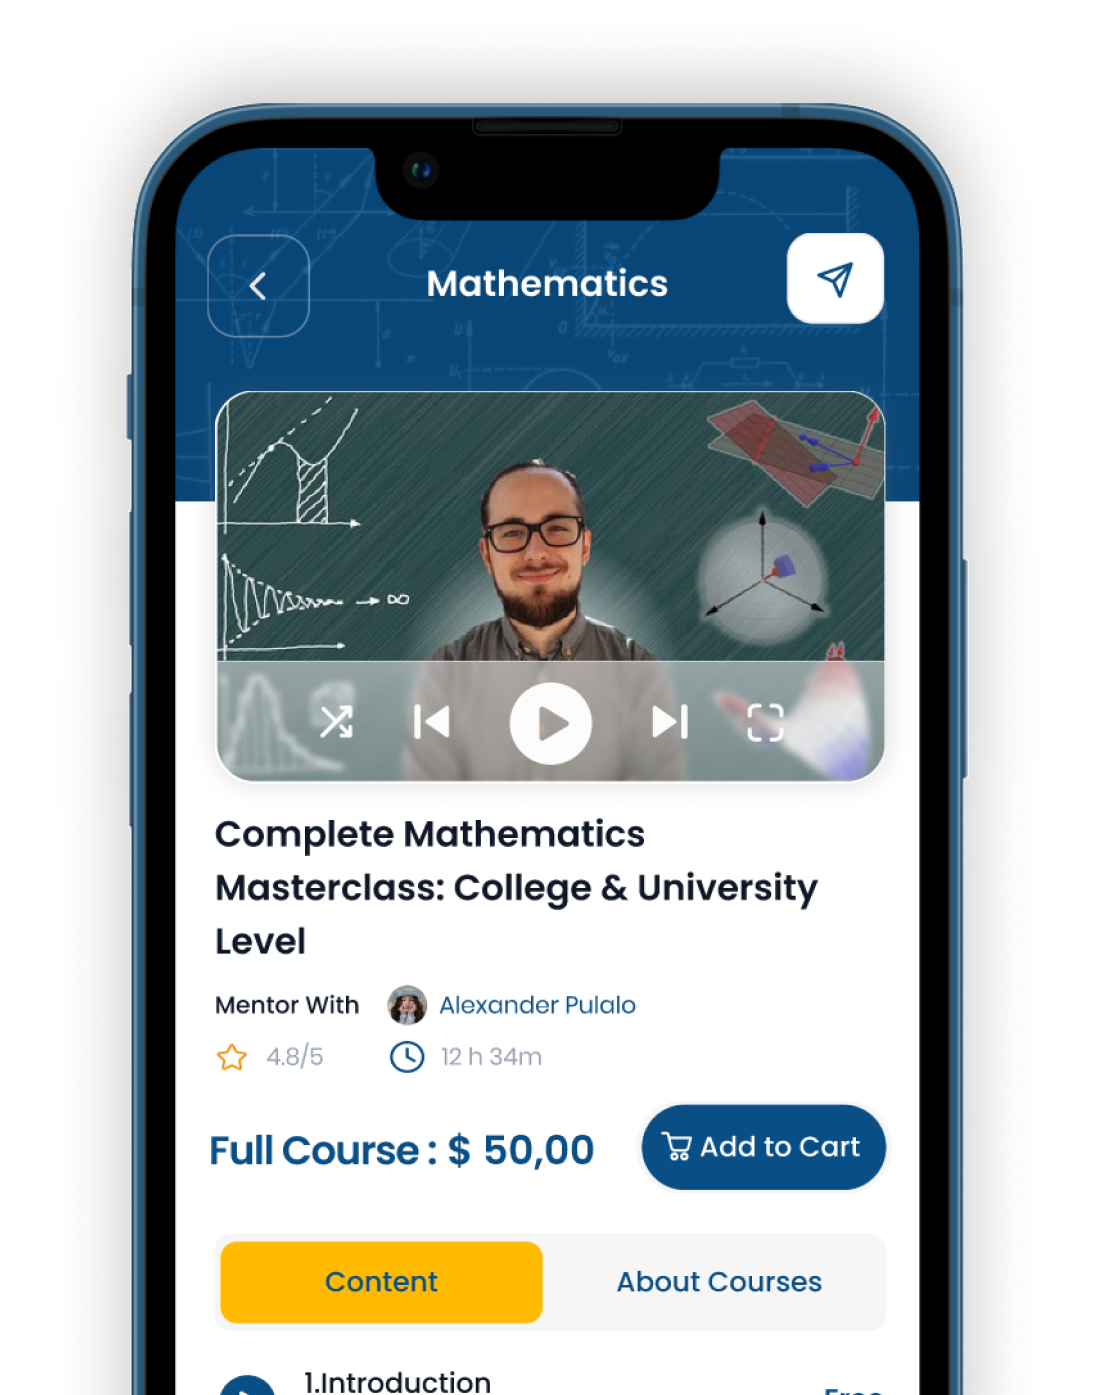 Mathematics
→ ∞
Complete Mathematics
Masterclass: College & University
Level
Mentor With Alexander Pulalo
4.8/5 12 h 34m
Full Course : $ 50,00 Add to Cart
Content About Courses
1.Introduction
Free